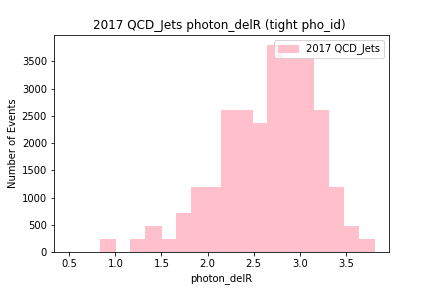 2017 QCD_Jets photon_delR (tight pho_id)
2017 QCD_Jets
Number of Events
3500
3000
2500
2000
1500
1000
500
0
0.5 1.0 1.5 2.0 2.5 3.0 3.5
photon_delR